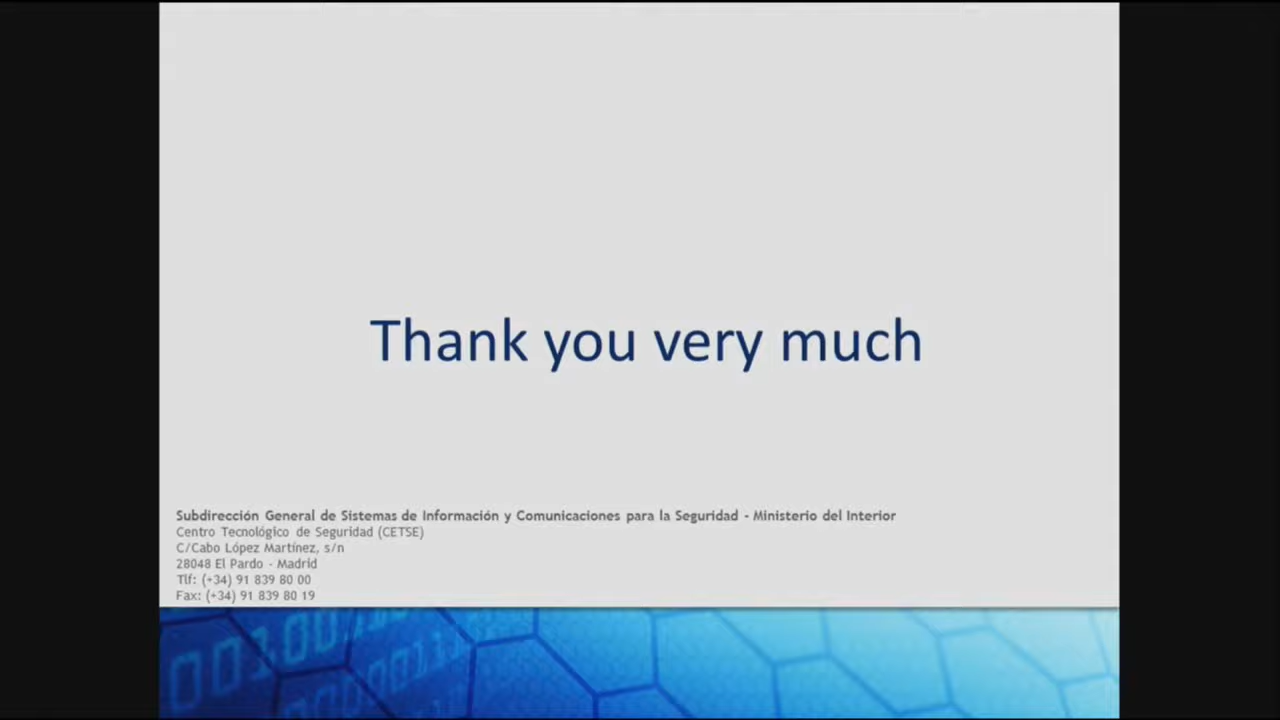 Thank you very much
Subdirección General de Sistemas de Información y Comunicaciones para la Seguridad - Ministerio del Interior
Centro Tecnológico de Seguridad (CETSE)
C/Cabo López Martínez, s/n
28048 El Pardo - Madrid
Tlf: (+34) 91 839 80 00
Fax: (+34) 91 839 80 19